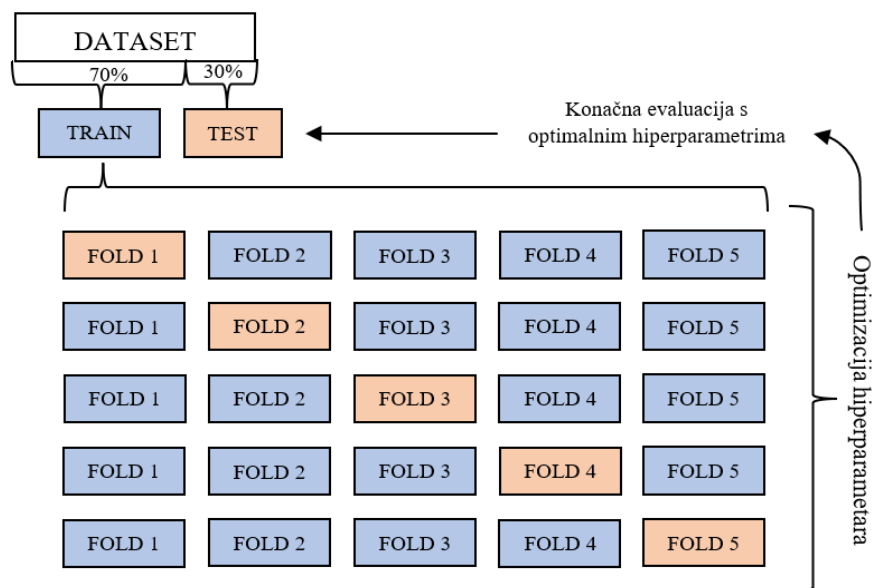 DATASET
70% 30%
TRAIN TEST
Konačna evaluacija s
optimalnim hiperparametrima
FOLD 1 FOLD 2 FOLD 3 FOLD 4 FOLD 5
FOLD 1 FOLD 2 FOLD 3 FOLD 4 FOLD 5
FOLD 1 FOLD 2 FOLD 3 FOLD 4 FOLD 5
FOLD 1 FOLD 2 FOLD 3 FOLD 4 FOLD 5
FOLD 1 FOLD 2 FOLD 3 FOLD 4 FOLD 5
Optimizacija hiperparametara